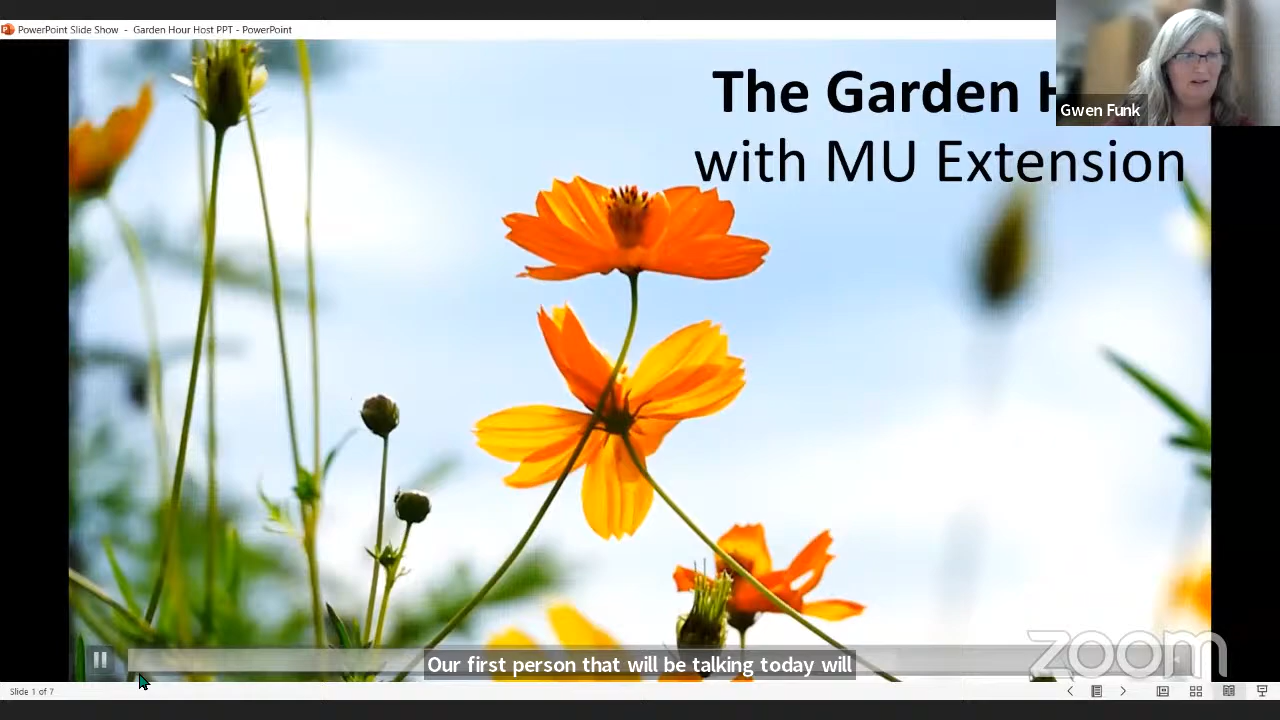 PowerPoint Slide Show - Garden Hour Host PPT - PowerPoint
The Garden H
with MU Extension
Gwen Funk
Our first person that will be talking today will
zoom
Slide 1 of 7